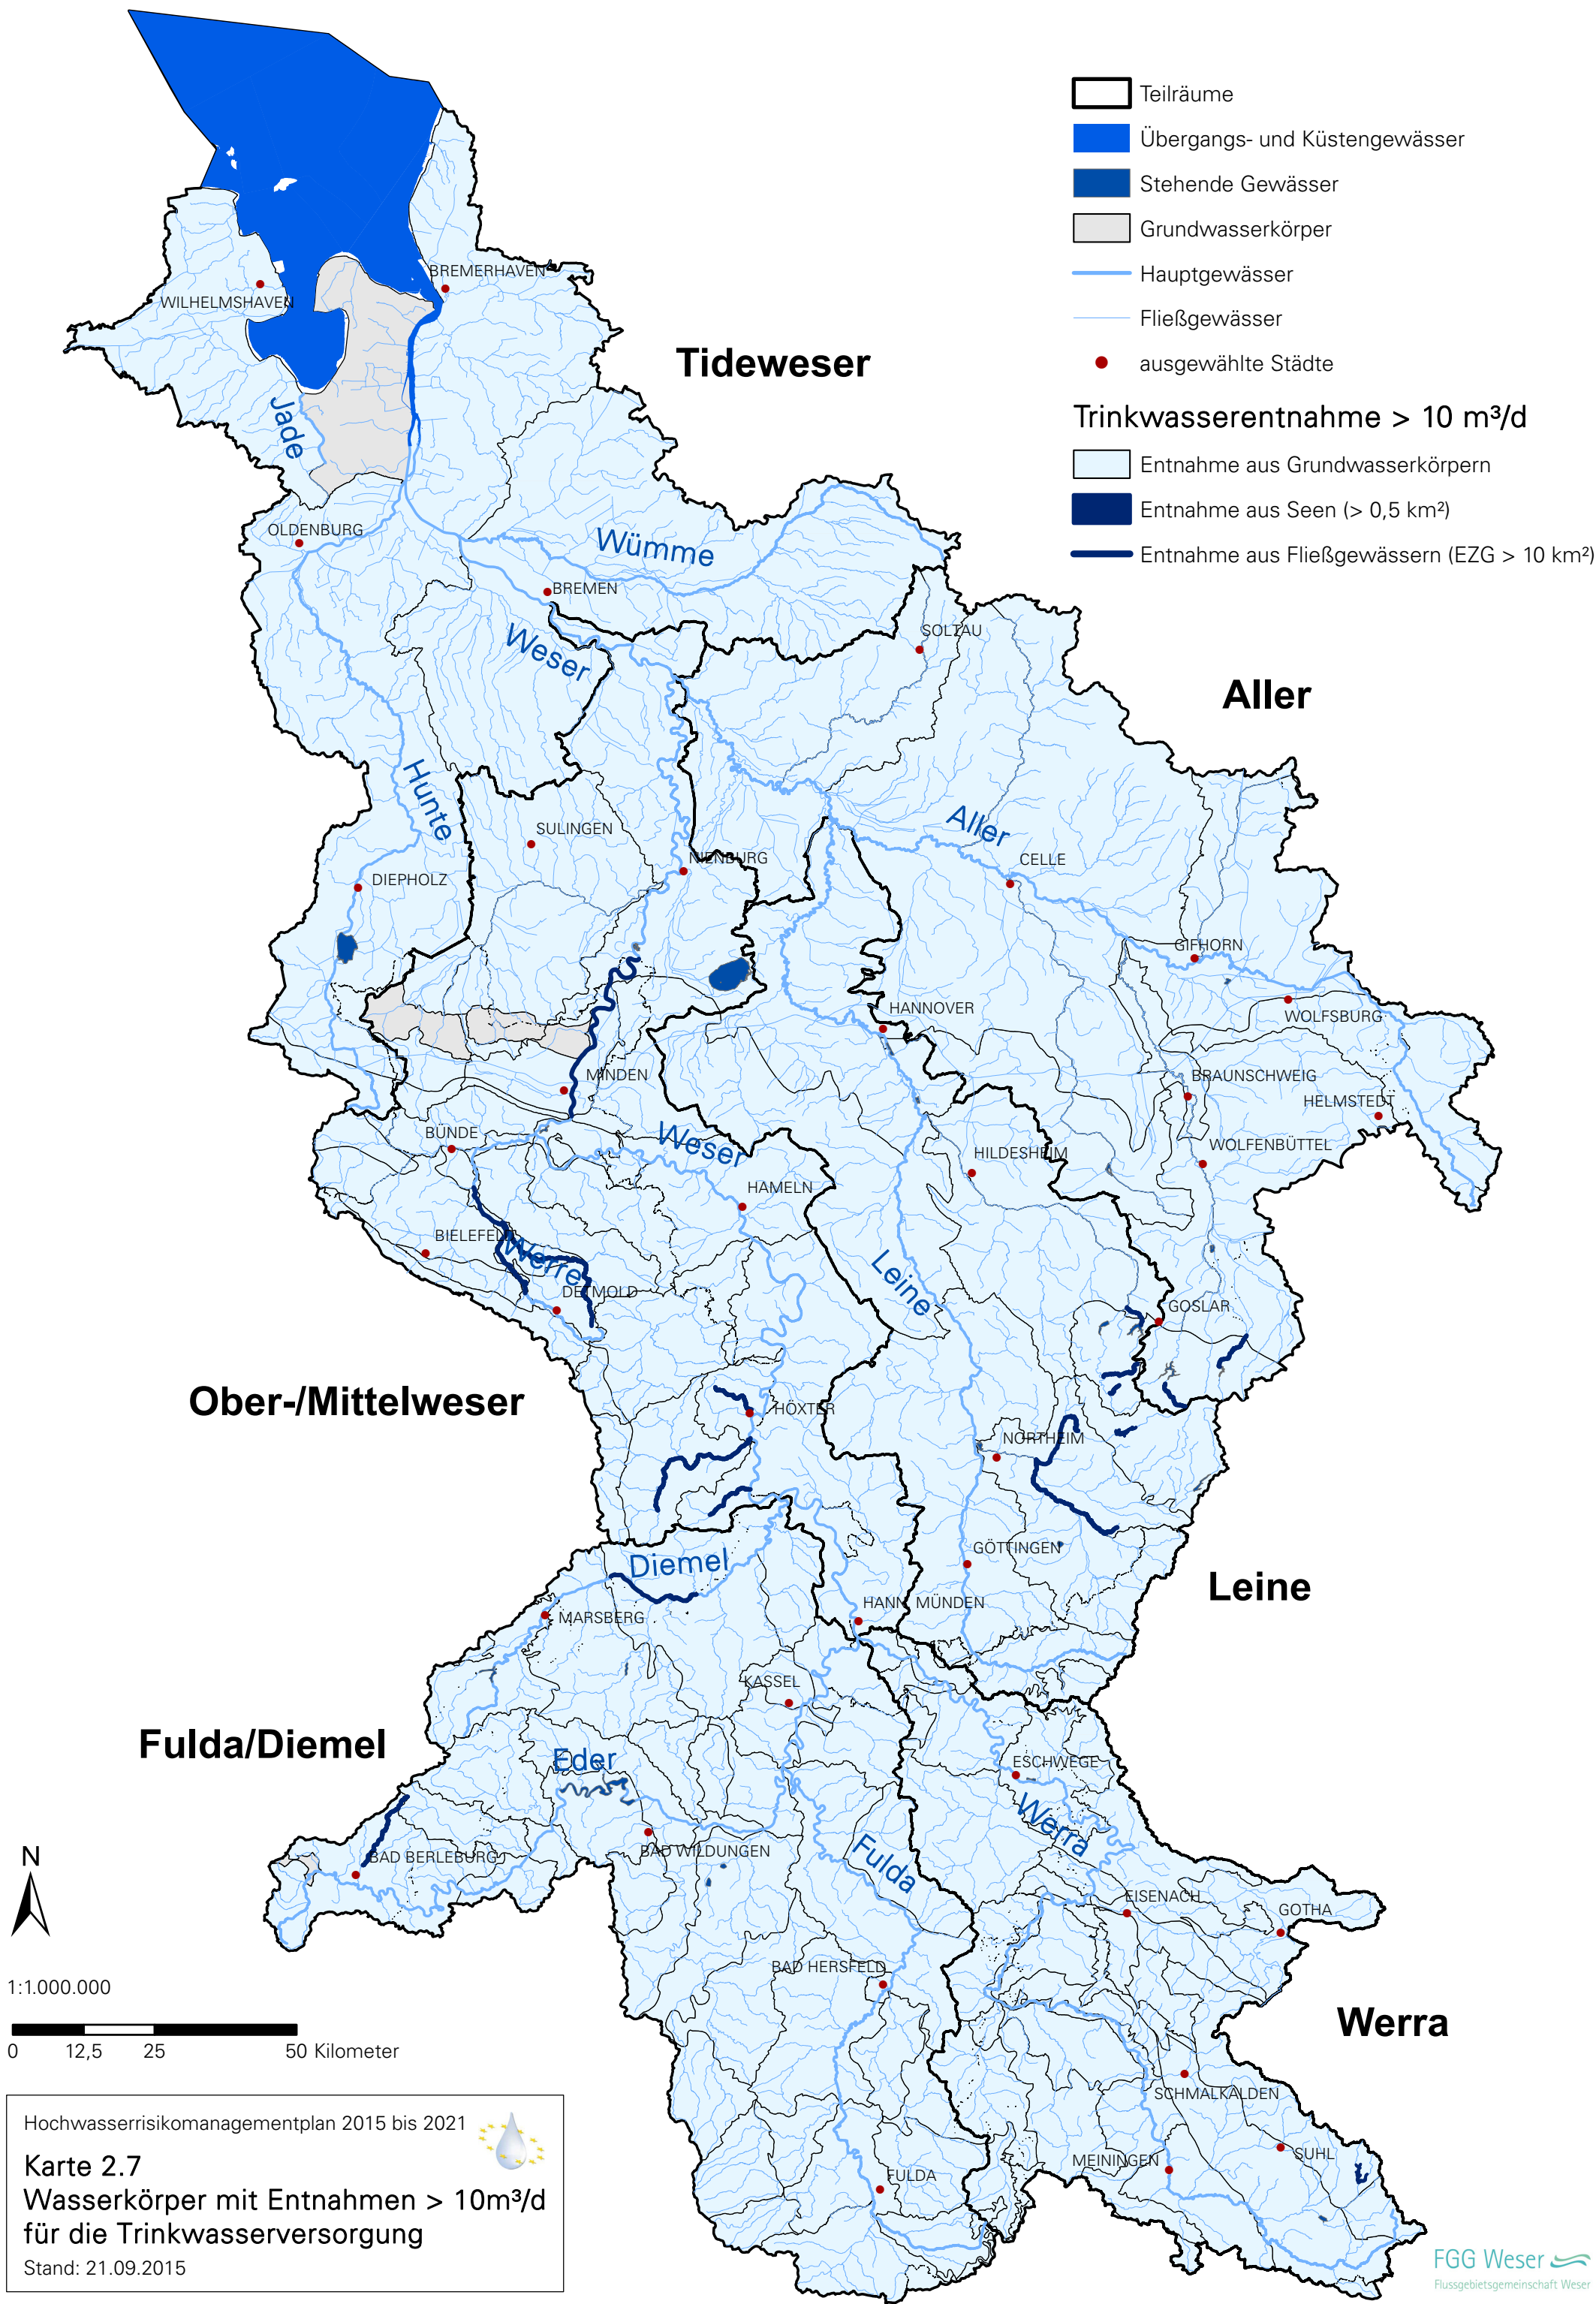 Teilräume
Übergangs- und Küstengewässer
Stehende Gewässer
Grundwasserkörper
Hauptgewässer
Fließgewässer
ausgewählte Städte
Trinkwasserentnahme > 10 m³/d
Entnahme aus Grundwasserkörpern
Entnahme aus Seen (> 0,5 km²)
Entnahme aus Fließgewässern (EZG > 10 km²)
BREMERHAVEN
WILHELMSHAVEN
Tideweser
Jade
OLDENBURG
Wümme
BREMEN
SOLTAU
Weser
Aller
Hunte
SULINGEN
Aller
NIENBURG
CELLE
DIEPHOLZ
GIFHORN
HANNOVER
WOLFSBURG
MINDEN
BRAUNSCHWEIG
HELMSTEDT
BÜNDE
Weser
HILDESHEIM
WOLFENBÜTTEL
HAMELN
BIELEFELD
Werre
Leine
DETMOLD
GOSLAR
Ober-/Mittelweser
HÖXTER
NORTHEIM
GÖTTINGEN
Diemel
Leine
HANN. MÜNDEN
MARSBERG
KASSEL
Fulda/Diemel
Eder
ESCHWEGE
Werra
BAD WILDUNGEN
BAD BERLEBURG
Fulda
N
EISENACH
GOTHA
BAD HERSFELD
1:1.000.000
Werra
0 12,5 25 50 Kilometer
SCHMALKALDEN
SUHL
MEININGEN
FULDA
Hochwasserrisikomanagementplan 2015 bis 2021
Karte 2.7
Wasserkörper mit Entnahmen > 10m³/d
für die Trinkwasserversorgung
Stand: 21.09.2015
FGG Weser
Flussgebietsgemeinschaft Weser